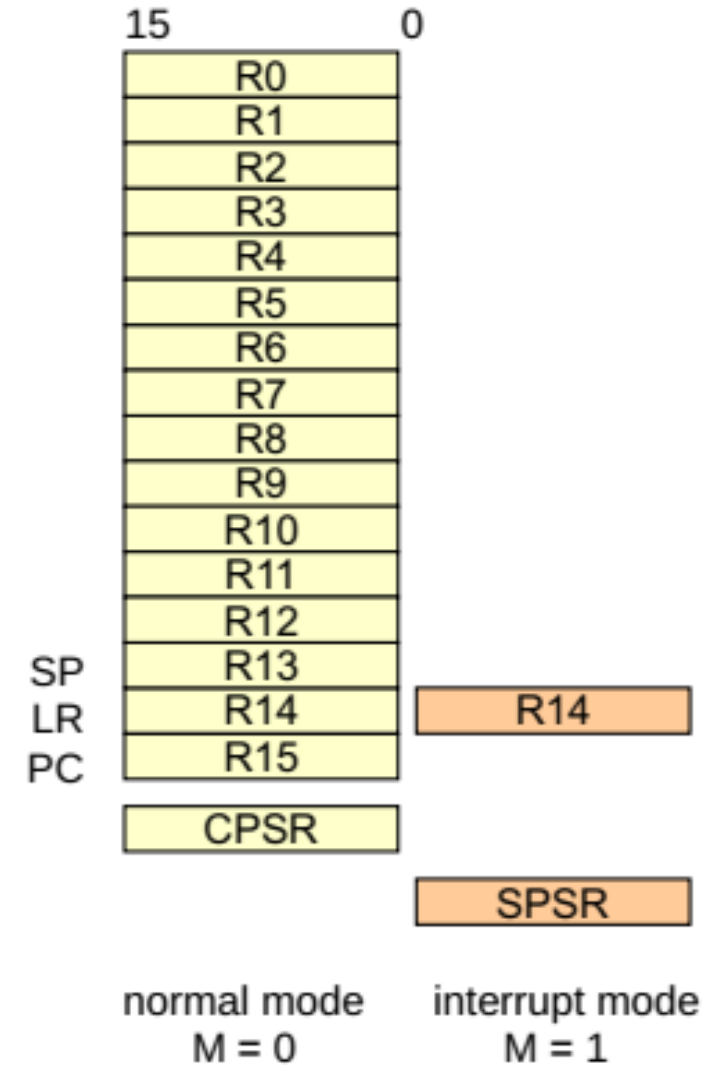 15 0
R0
R1
R2
R3
R4
R5
R6
R7
R8
R9
R10
R11
R12
SP R13
LR R14 R14
PC R15
CPSR
SPSR
normal mode interrupt mode
M = 0 M = 1